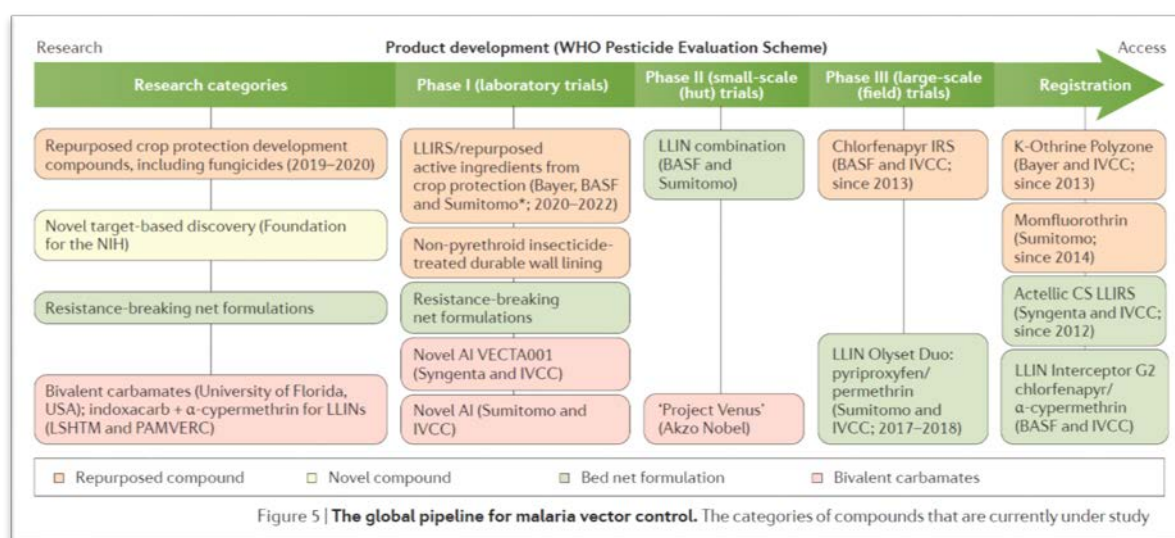 Research
Product development (WHO Pesticide Evaluation Scheme)
Access
Research categories
Phase I (laboratory trials)
Phase II (small-scale
(hut) trials)
Phase III (large-scale
(field) trials)
Registration
Repurposed crop protection development
compounds, including fungicides (2019–2020)
Novel target-based discovery (Foundation
for the NIH)
Resistance-breaking net formulations
Bivalent carbamates (University of Florida,
USA); indoxacarb + α-cypermethrin for LLINs
(LSHTM and PAMVERC)
LLIRS/repurposed
active ingredients from
crop protection (Bayer, BASF
and Sumitomo*; 2020–2022)
Non-pyrethroid insecticide-
treated durable wall lining
Resistance-breaking
net formulations
Novel AI VECTA001
(Syngenta and IVCC)
Novel AI (Sumitomo and
IVCC)
LLIN combination
(BASF and
Sumitomo)
‘Project Venus’
(Akzo Nobel)
Chlorfenapyr IRS
(BASF and IVCC;
since 2013)
LLIN Olyset Duo:
pyriproxyfen/
permethrin
(Sumitomo and
IVCC; 2017–2018)
K-Othrine Polyzone
(Bayer and IVCC;
since 2013)
Momfluorothrin
(Sumitomo;
since 2014)
Actellic CS LLIRS
(Syngenta and IVCC;
since 2012)
LLIN Interceptor G2
chlorfenapyr/
α-cypermethrin
(BASF and IVCC)
Repurposed compound
Novel compound
Bed net formulation
Bivalent carbamates
Figure 5 | The global pipeline for malaria vector control. The categories of compounds that are currently under study